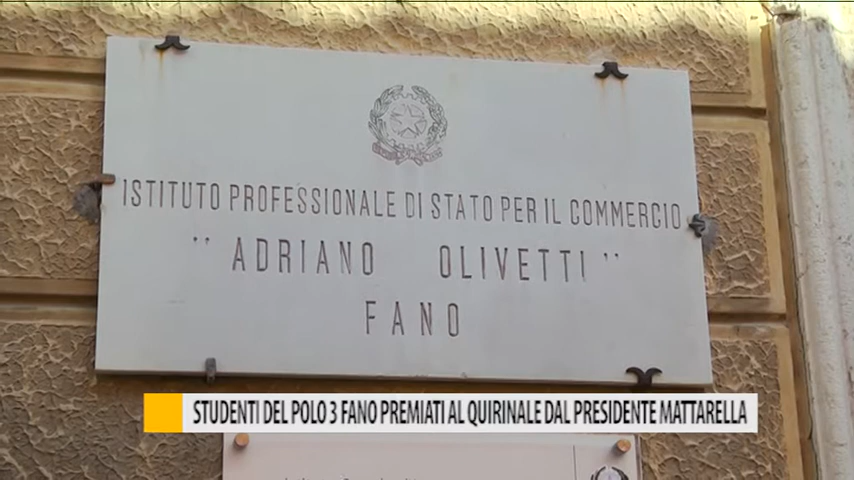 ISTITUTO PROFESSIONALE DI STATO PER IL COMMERCIO
" ADRIANO OLIVETTI "
FANO
STUDENTI DEL POLO 3 FANO PREMIATI AL QUIRINALE DAL PRESIDENTE MATTARELLA